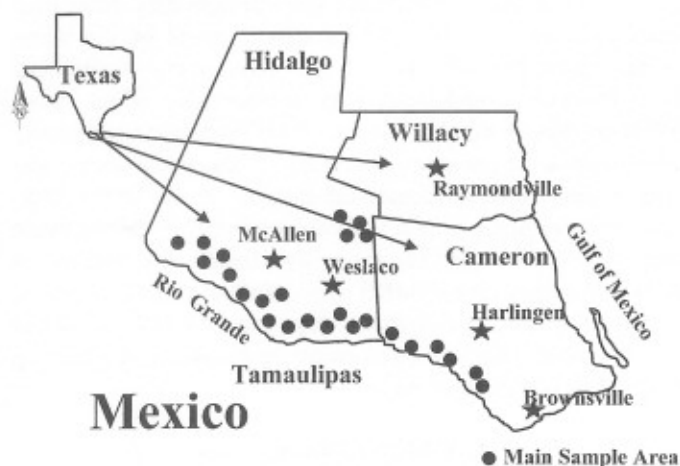 Texas
N
Hidalgo
Willacy
Raymondville
McAllen
Weslaco
Cameron
Harlingen
Gulf of Mexico
Rio Grande
Tamaulipas
Brownsville
Mexico
Main Sample Area